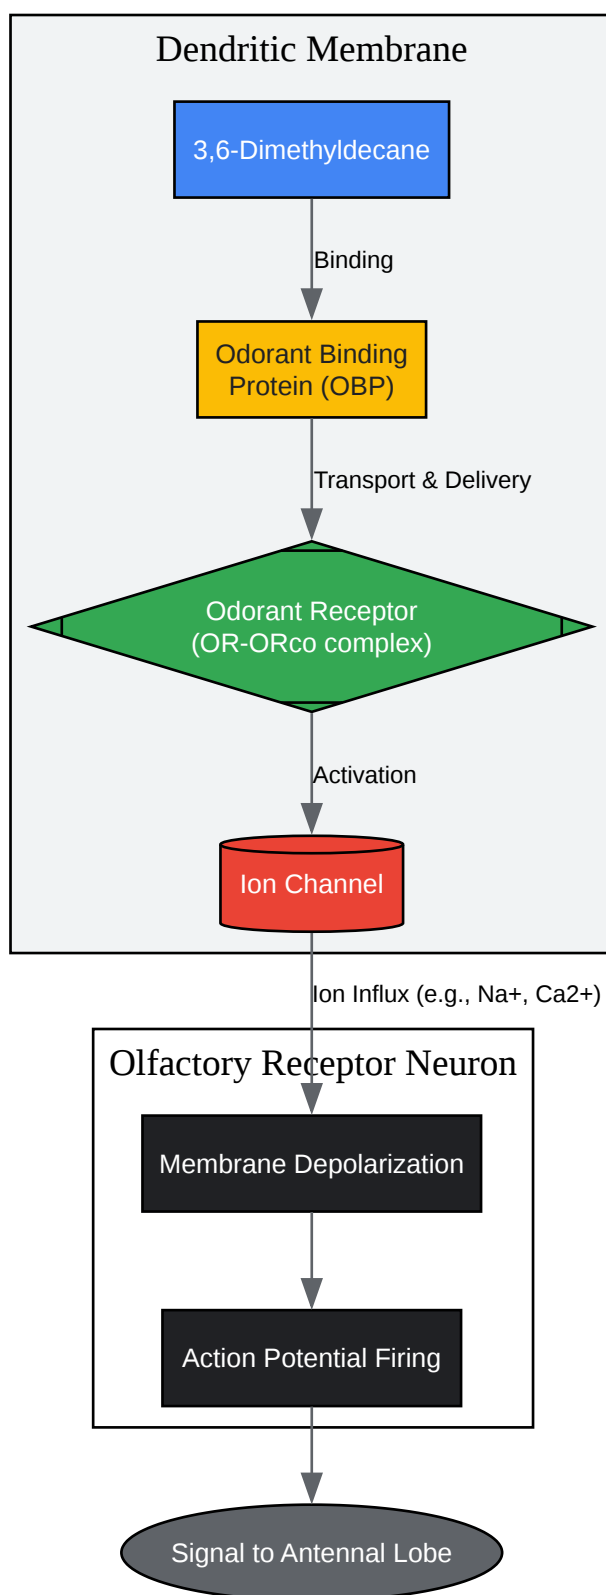 Dendritic Membrane
3,6-Dimethyldecane
Binding
Odorant Binding
Protein (OBP)
Transport & Delivery
Odorant Receptor
(OR-ORco complex)
Activation
Ion Channel
Ion Influx (e.g., Na+, Ca2+)
Olfactory Receptor Neuron
Membrane Depolarization
Action Potential Firing
Signal to Antennal Lobe